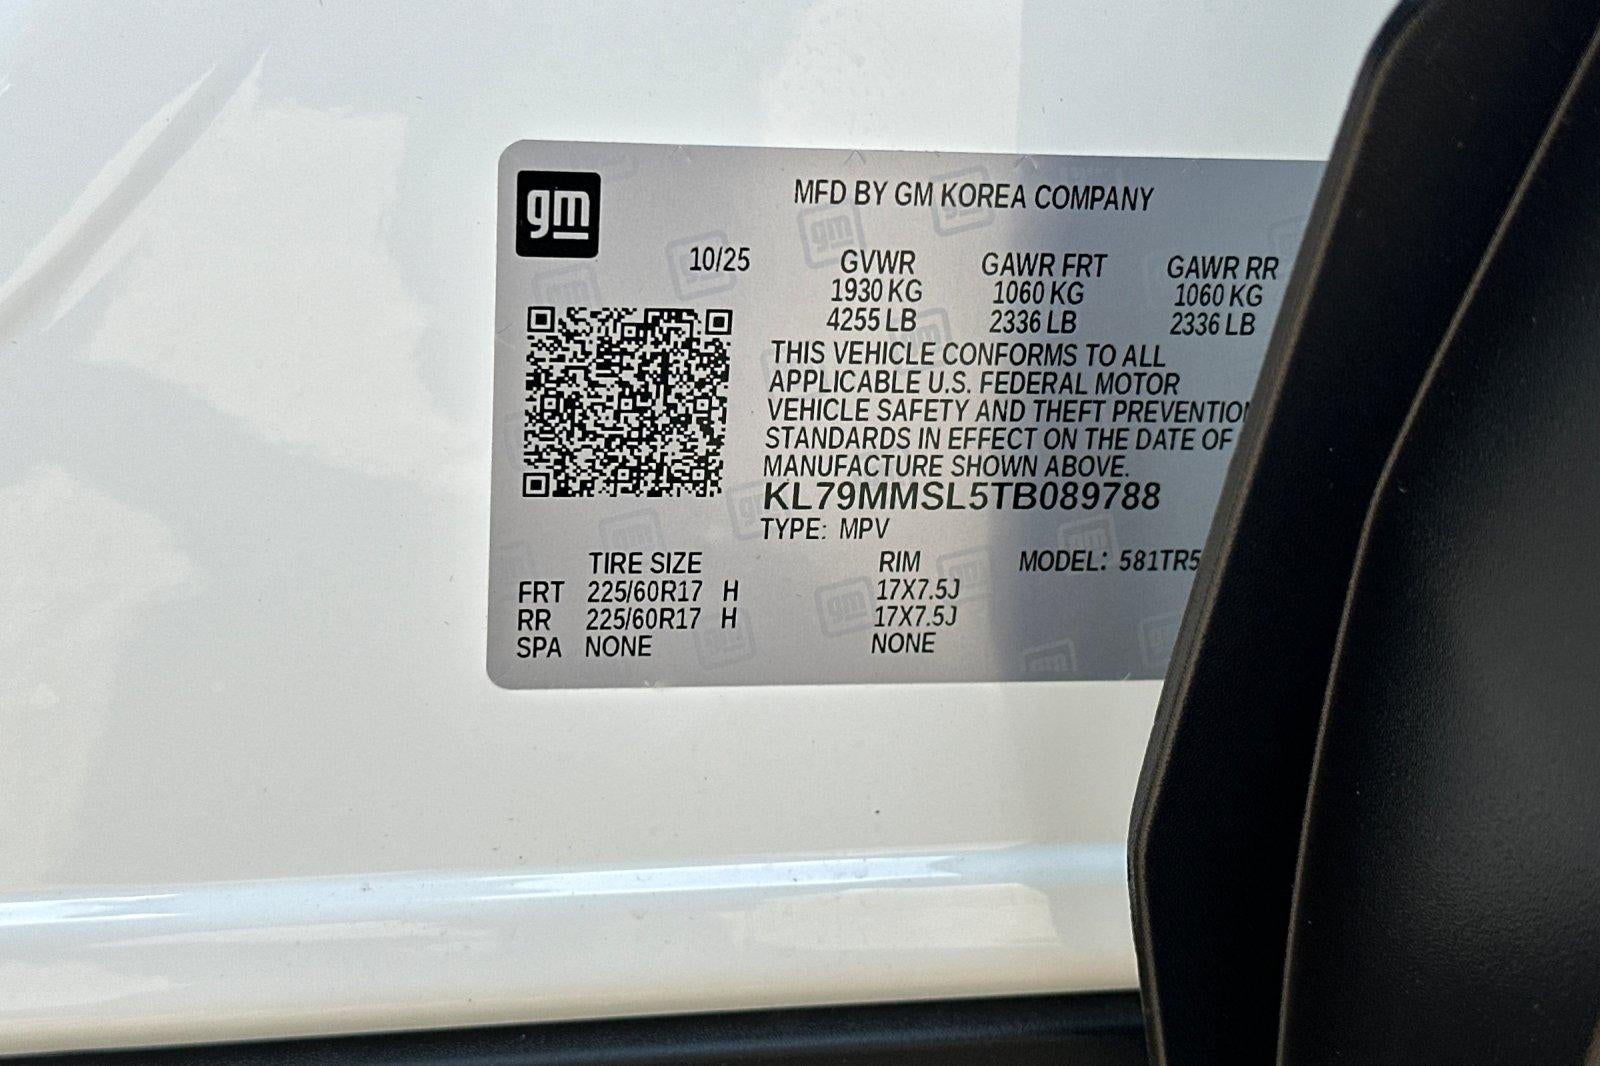 gm
MFD BY GM KOREA COMPANY
10/25 GVWR GAWR FRT GAWR RR
1930 KG 1060 KG 1060 KG
4255 LB 2336 LB 2336 LB
THIS VEHICLE CONFORMS TO ALL
APPLICABLE U.S. FEDERAL MOTOR
VEHICLE SAFETY AND THEFT PREVENTION
STANDARDS IN EFFECT ON THE DATE OF
MANUFACTURE SHOWN ABOVE.
KL79MMSL5TB089788
TYPE: MPV
TIRE SIZE RIM MODEL: 581TR5
FRT 225/60R17 H 17X7.5J
RR 225/60R17 H 17X7.5J
SPA NONE NONE